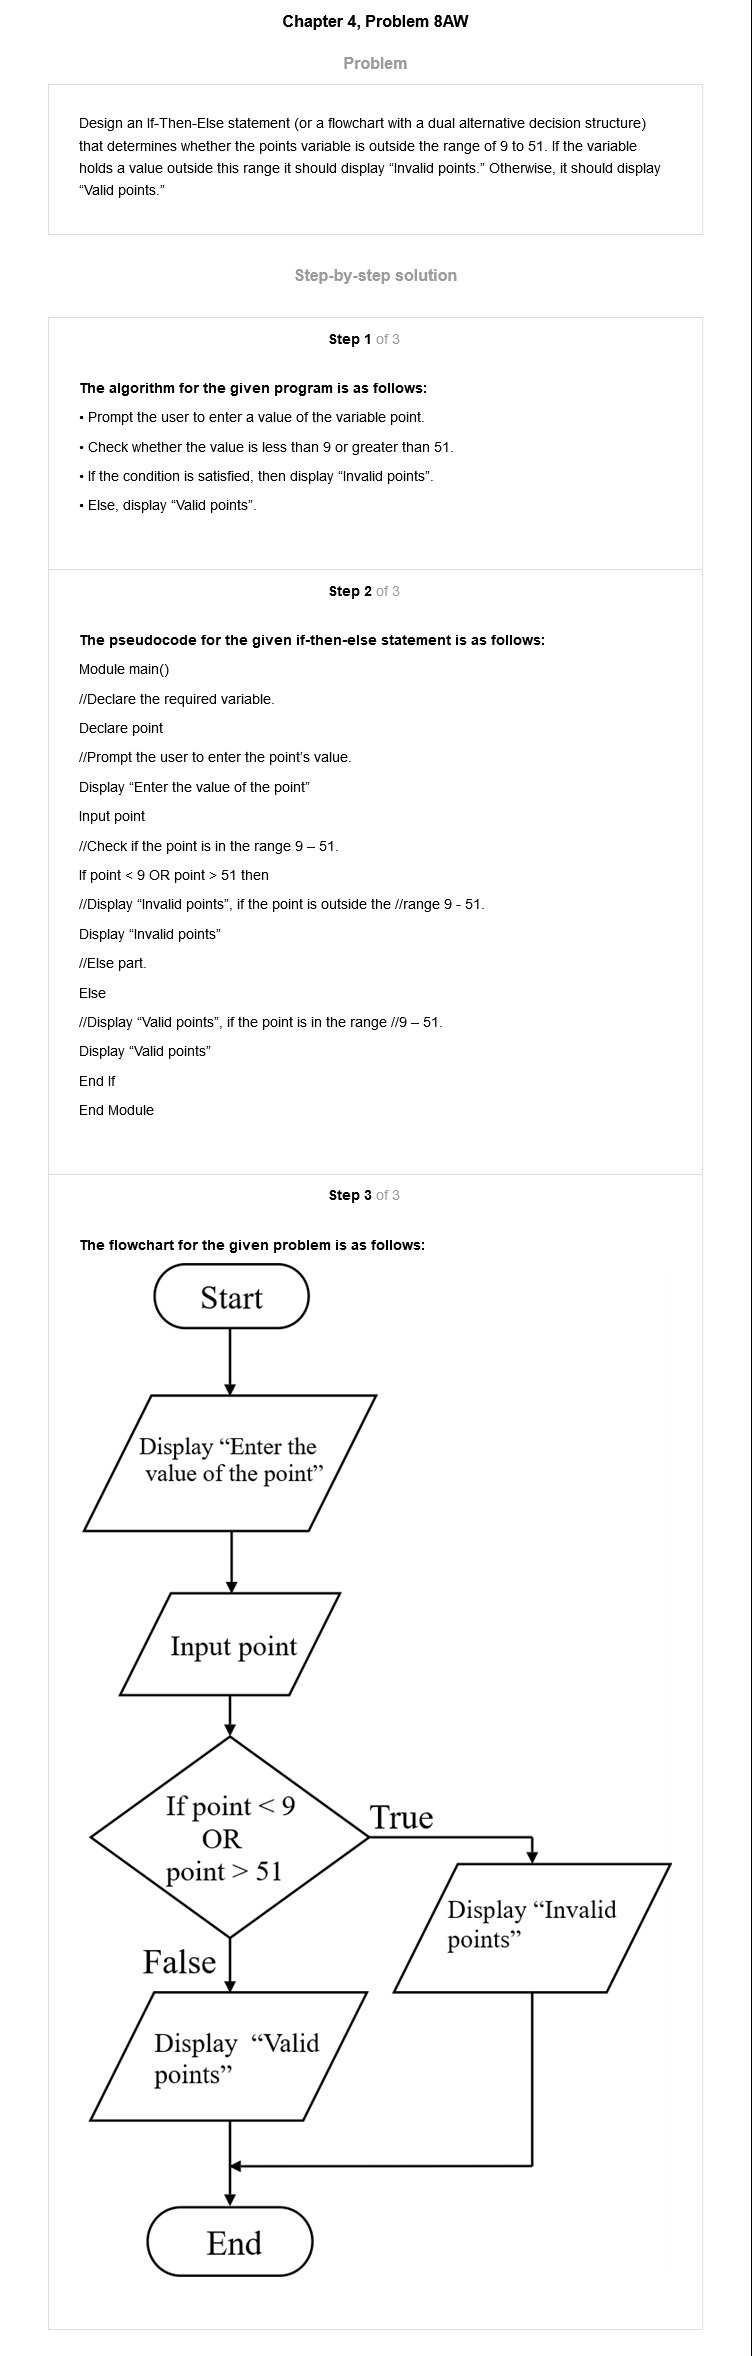 Chapter 4, Problem 8AW
Problem
Design an If-Then-Else statement (or a flowchart with a dual alternative decision structure)
that determines whether the points variable is outside the range of 9 to 51. If the variable
holds a value outside this range it should display “Invalid points.” Otherwise, it should display
“Valid points.”
Step-by-step solution
Step 1 of 3
The algorithm for the given program is as follows:
• Prompt the user to enter a value of the variable point.
• Check whether the value is less than 9 or greater than 51.
• If the condition is satisfied, then display “Invalid points”.
• Else, display “Valid points”.
Step 2 of 3
The pseudocode for the given if-then-else statement is as follows:
Module main()
//Declare the required variable.
Declare point
//Prompt the user to enter the point’s value.
Display “Enter the value of the point”
Input point
//Check if the point is in the range 9 – 51.
If point < 9 OR point > 51 then
//Display “Invalid points”, if the point is outside the //range 9 - 51.
Display “Invalid points”
//Else part.
Else
//Display “Valid points”, if the point is in the range //9 – 51.
Display “Valid points”
End If
End Module
Step 3 of 3
The flowchart for the given problem is as follows:
Start
Display “Enter the
value of the point”
Input point
If point < 9
OR
point > 51
True
Display “Invalid
points”
False
Display “Valid
points”
End